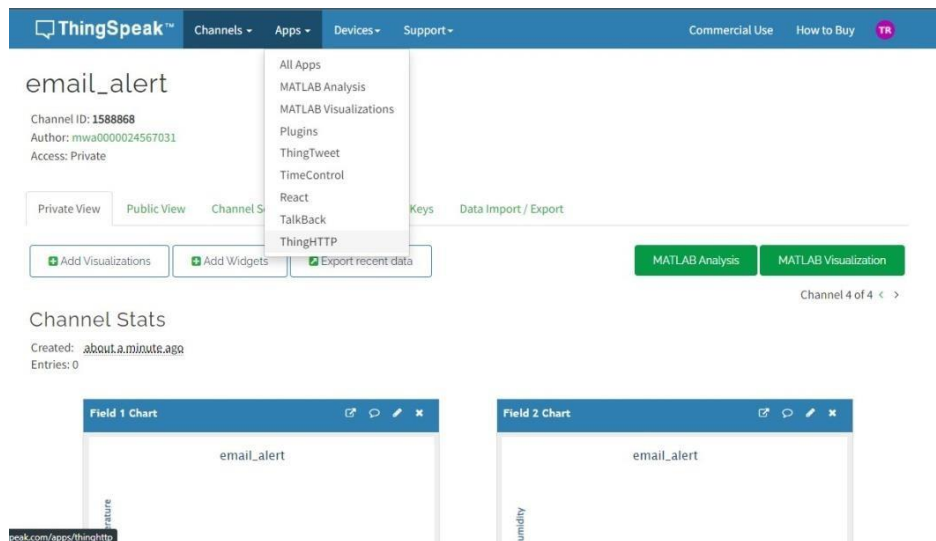 ThingSpeak™ Channels Apps Devices Support Commercial Use How to Buy TR
All Apps
MATLAB Analysis
MATLAB Visualizations
Plugins
ThingTweet
TimeControl
React
TalkBack
ThingHTTP
email_alert
Channel ID: 1588868
Author: mwa0000024567031
Access: Private
Private View Public View Channel S Keys Data Import / Export
Add Visualizations Add Widgets Export recent data MATLAB Analysis MATLAB Visualization
Channel 4 of 4 < >
Channel Stats
Created: about a minute ago
Entries: 0
Field 1 Chart
email_alert
erature
Field 2 Chart
email_alert
umidity
peak.com/apps/thinghttp